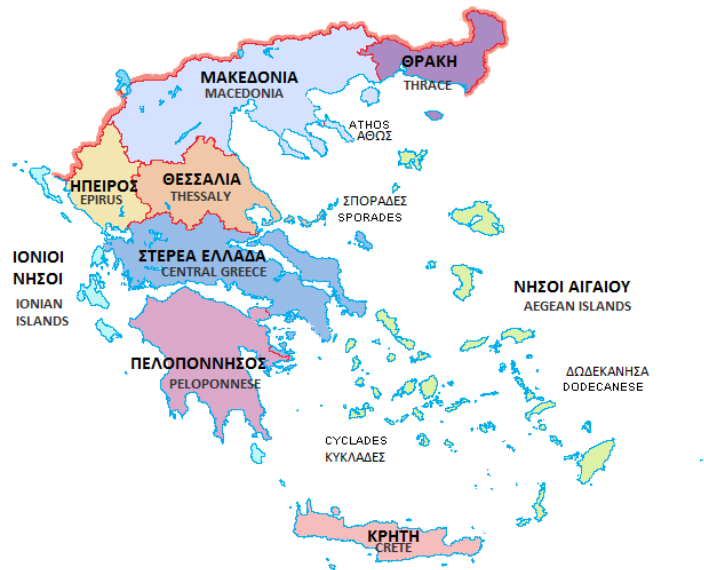 ΘΡΑΚΗ
THRACE
ΜΑΚΕΔΟΝΙΑ
MACEDONIA
ATHOS
ΑΘΩΣ
ΗΠΕΙΡΟΣ
EPIRUS
ΘΕΣΣΑΛΙΑ
THESSALY
ΣΠΟΡΑΔΕΣ
SPORADES
ΙΟΝΙΟΙ
ΝΗΣΟΙ
IONIAN
ISLANDS
ΣΤΕΡΕΑ ΕΛΛΑΔΑ
CENTRAL GREECE
ΝΗΣΟΙ ΑΙΓΑΙΟΥ
AEGEAN ISLANDS
ΠΕΛΟΠΟΝΝΗΣΟΣ
PELOPONNESE
ΔΩΔΕΚΑΝΗΣΑ
DODECANESE
CYCLADES
ΚΥΚΛΑΔΕΣ
ΚΡΗΤΗ
CRETE